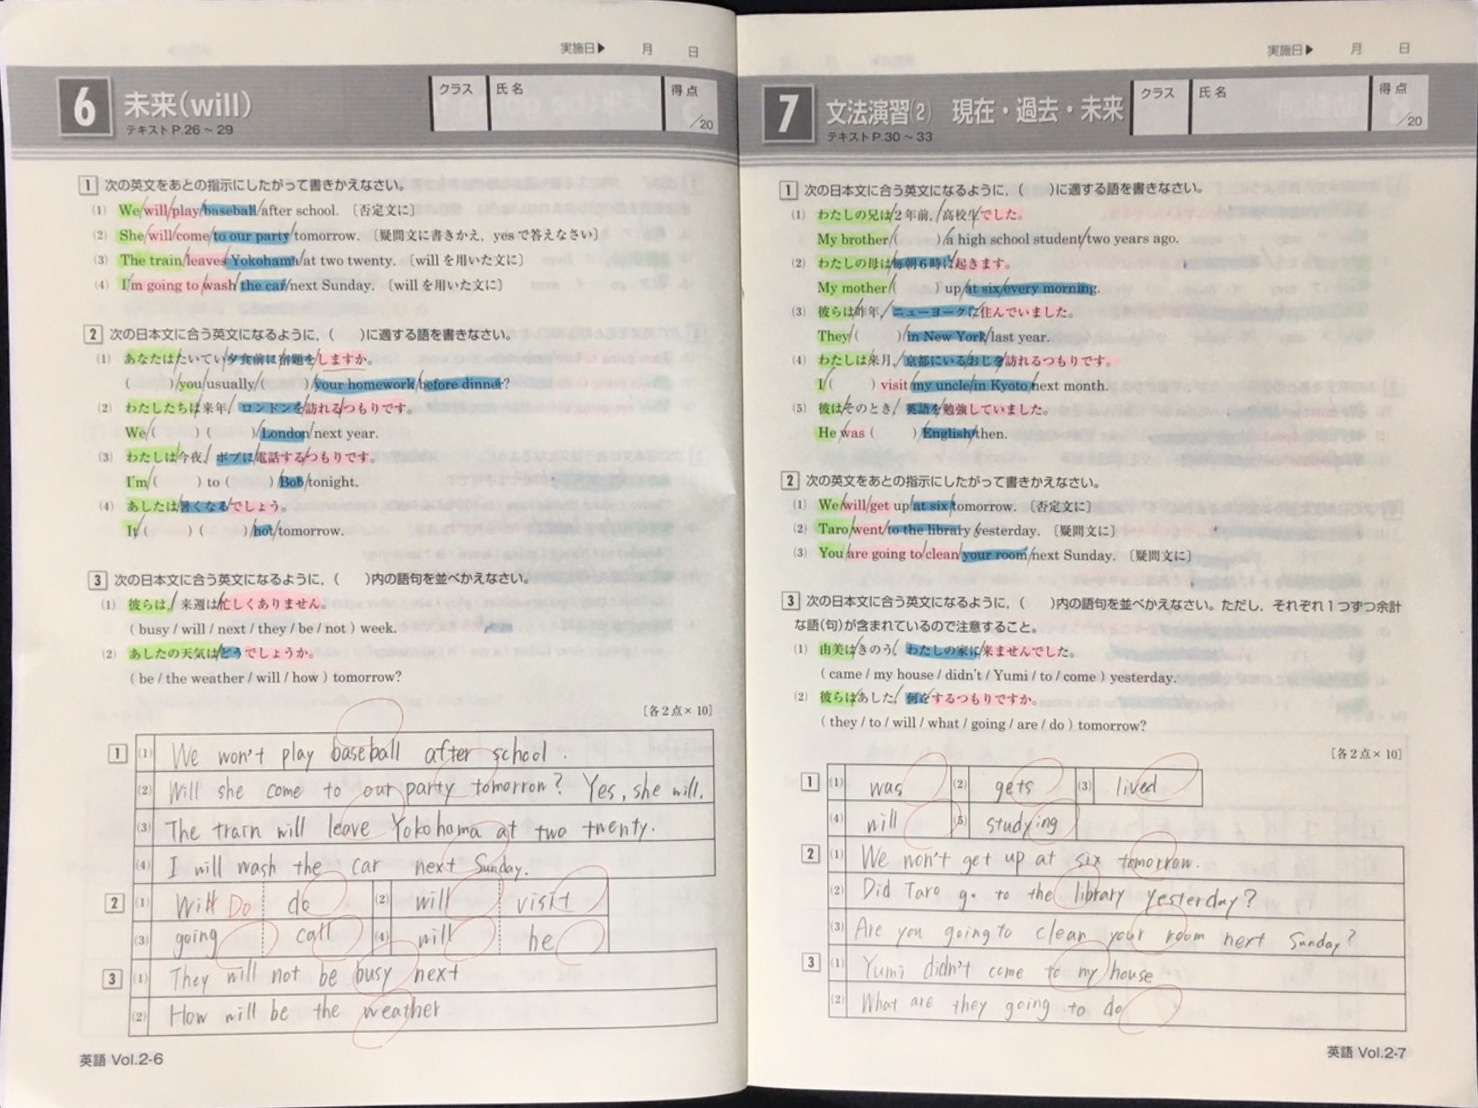 実施日▶ 月 日
6 未来(will)
テキスト P.26～29
クラス 氏名 得点 /20
1 次の英文をあとの指示にしたがって書きかえなさい。
(1) We/will/play/baseball/after school. 〔否定文に〕
(2) She/will/come/to our party/tomorrow. 〔疑問文に書きかえ，yesで答えなさい〕
(3) The train/leaves/Yokohama/at two twenty. 〔willを用いた文に〕
(4) I'm going to/wash/the car/next Sunday. 〔willを用いた文に〕
2 次の日本文に合う英文になるように，( )に適する語を書きなさい。
(1) あなたは/たいてい/夕食前に/宿題を/しますか。
( )/you/usually/( )/your homework/before dinner?
(2) わたしたちは/来年/ロンドンを/訪れる/つもりです。
We/( ) ( )/London/next year.
(3) わたしは/今夜/ボブに/電話する/つもりです。
I'm/( ) to ( )/Bob/tonight.
(4) あしたは/暑くなる/でしょう。
It/( ) ( )/hot/tomorrow.
3 次の日本文に合う英文になるように，( )内の語句を並べかえなさい。
(1) 彼らは/来週は/忙しくありません。
( busy / will / next / they / be / not ) week.
(2) あしたの天気は/どう/でしょうか。
( be / the weather / will / how ) tomorrow?
〔各2点×10〕
1 (1) We won't play baseball after school.
(2) Will she come to our party tomorrow? Yes, she will.
(3) The train will leave Yokohama at two twenty.
(4) I will wash the car next Sunday.
2 (1) Will Do do (2) will visit
(3) going call (4) will be
3 (1) They will not be busy next
(2) How will be the weather
英語 Vol.2-6
実施日▶ 月 日
7 文法演習(2) 現在・過去・未来
テキスト P.30～33
クラス 氏名 得点 /20
1 次の日本文に合う英文になるように，( )に適する語を書きなさい。
(1) わたしの兄は/2年前，/高校生/でした。
My brother/( )/a high school student/two years ago.
(2) わたしの母は/毎朝6時に/起きます。
My mother/( ) up/at six/every morning.
(3) 彼らは/昨年，/ニューヨークに/住んでいました。
They/( )/in New York/last year.
(4) わたしは/来月，/京都にいる/おじを/訪れるつもりです。
I/( ) visit/my uncle/in Kyoto/next month.
(5) 彼は/そのとき/英語を/勉強していました。
He was ( )/English/then.
2 次の英文をあとの指示にしたがって書きかえなさい。
(1) We/will/get up/at six/tomorrow. 〔否定文に〕
(2) Taro/went/to the library/yesterday. 〔疑問文に〕
(3) You/are going to/clean/your room/next Sunday. 〔疑問文に〕
3 次の日本文に合う英文になるように，( )内の語句を並べかえなさい。ただし，それぞれ1つずつ余計
な語(句)が含まれているので注意すること。
(1) 由美は/きのう，/わたしの家に/来ませんでした。
( came / my house / didn't / Yumi / to / come ) yesterday.
(2) 彼らは/あした，/何を/するつもりですか。
( they / to / will / what / going / are / do ) tomorrow?
〔各2点×10〕
1 (1) was (2) gets (3) lived
(4) will (5) studying
2 (1) We won't get up at six tomorrow.
(2) Did Taro go to the library yesterday?
(3) Are you going to clean your room next Sunday?
3 (1) Yumi didn't come to my house
(2) What are they going to do
英語 Vol.2-7